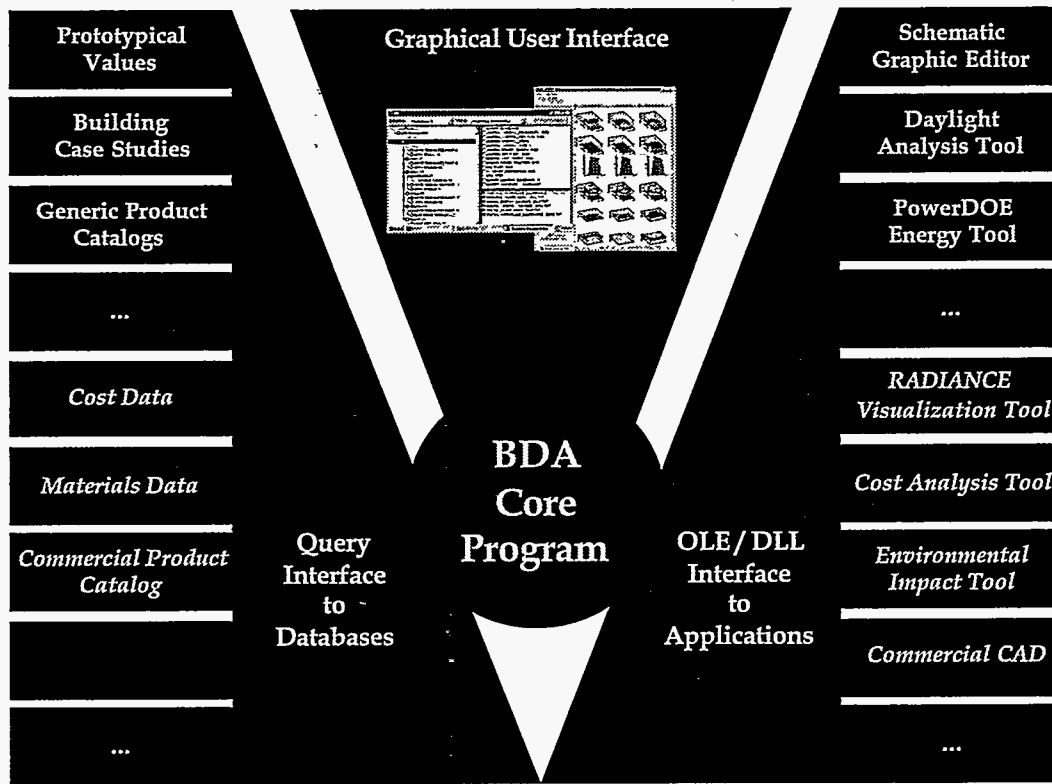 Prototypical
Values
Building
Case Studies
Generic Product
Catalogs
...
Cost Data
Materials Data
Commercial Product
Catalog
...
Graphical User Interface
BDA
Core
Program
Query
Interface
to
Databases
OLE/DLL
Interface
to
Applications
Schematic
Graphic Editor
Daylight
Analysis Tool
PowerDOE
Energy Tool
...
RADIANCE
Visualization Tool
Cost Analysis Tool
Environmental
Impact Tool
Commercial CAD
...